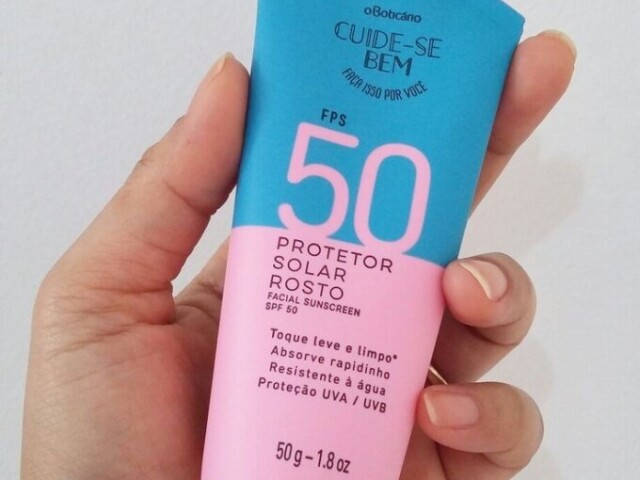 oBoticário
CUIDE-SE
BEM
FAÇA ISSO POR VOCÊ
FPS
50
PROTETOR
SOLAR
ROSTO
FACIAL SUNSCREEN
SPF 50
Toque leve e limpo*
Absorve rapidinho
Resistente à água
Proteção UVA / UVB
50g – 1.8 oz